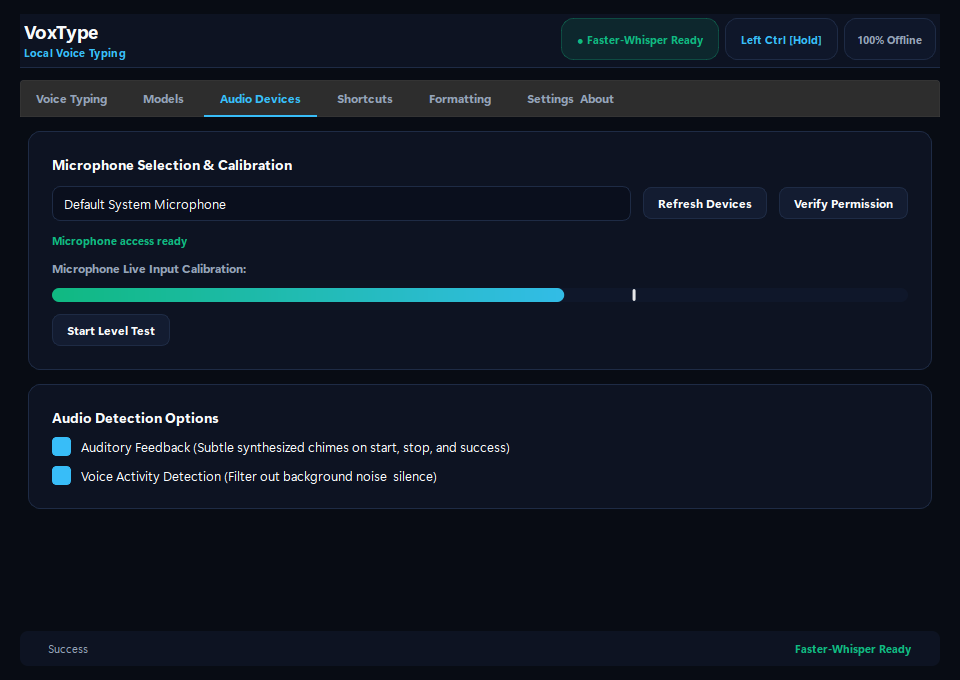 VoxType
Local Voice Typing
● Faster-Whisper Ready
Left Ctrl [Hold]
100% Offline
Voice Typing
Models
Audio Devices
Shortcuts
Formatting
Settings  About
Microphone Selection & Calibration
Default System Microphone
Refresh Devices
Verify Permission
Microphone access ready
Microphone Live Input Calibration:
Start Level Test
Audio Detection Options
Auditory Feedback (Subtle synthesized chimes on start, stop, and success)
Voice Activity Detection (Filter out background noise  silence)
Success
Faster-Whisper Ready